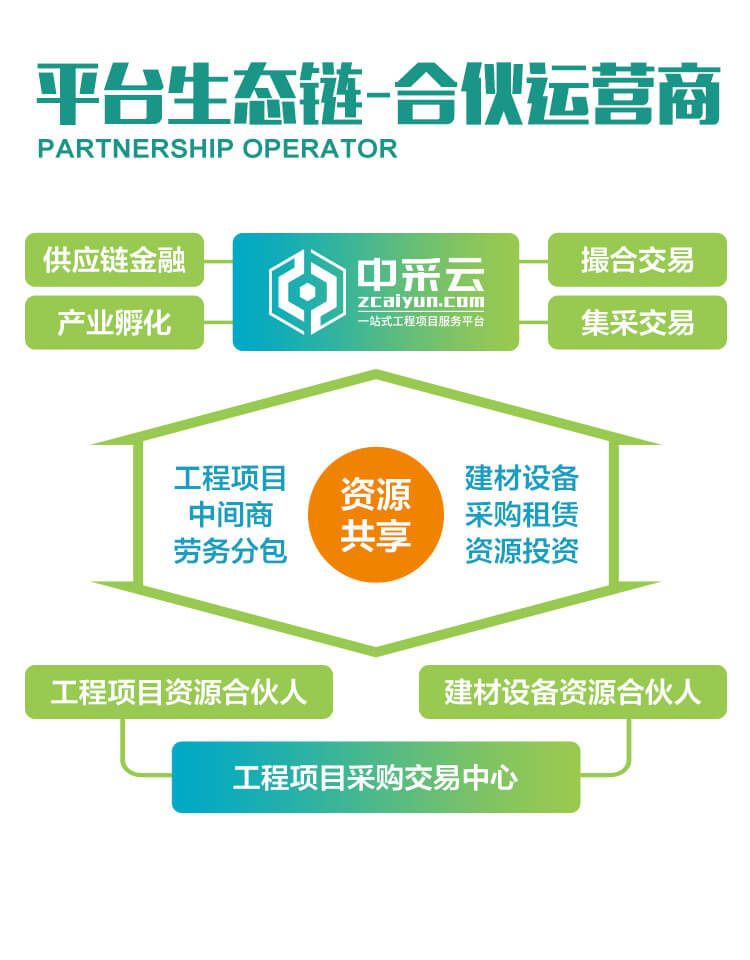 平台生态链-合伙运营商
PARTNERSHIP OPERATOR
供应链金融
产业孵化
中采云
zcaiyun.com
一站式工程项目服务平台
撮合交易
集采交易
工程项目
中间商
劳务分包
资源
共享
建材设备
采购租赁
资源投资
工程项目资源合伙人
建材设备资源合伙人
工程项目采购交易中心